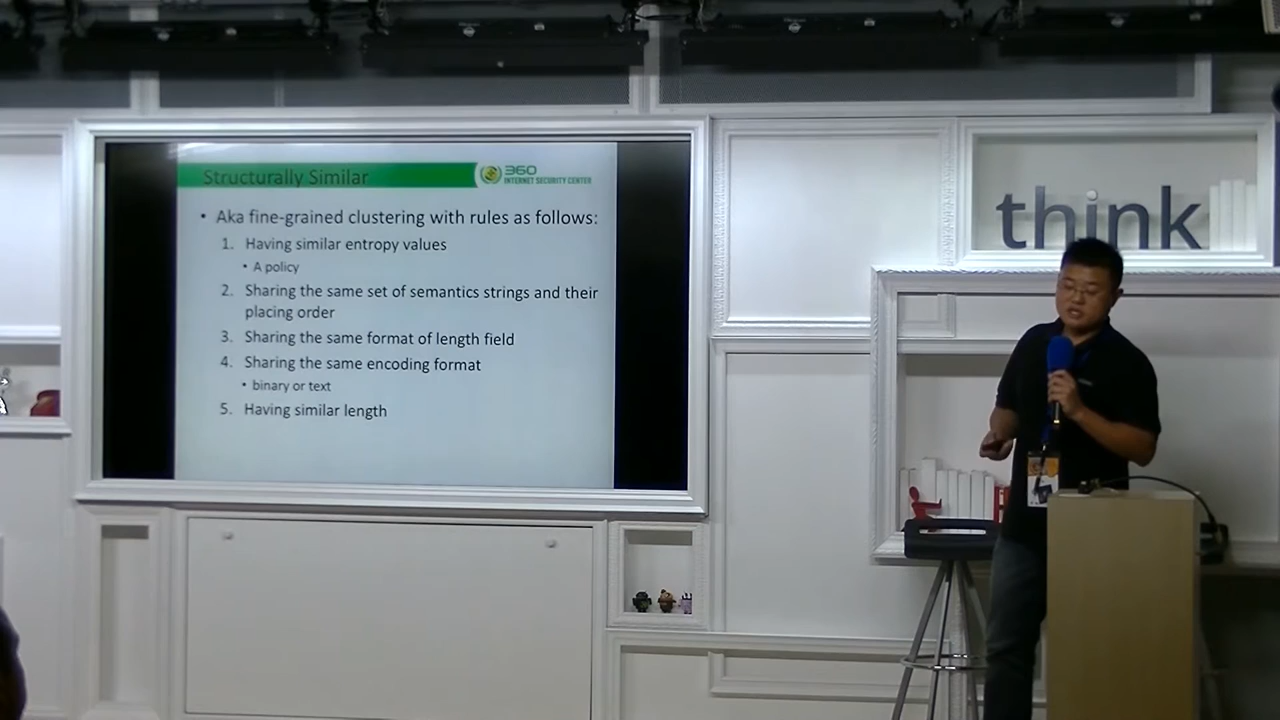 Structurally Similar
360
INTERNET SECURITY CENTER
• Aka fine-grained clustering with rules as follows:
1. Having similar entropy values
• A policy
2. Sharing the same set of semantics strings and their
placing order
3. Sharing the same format of length field
4. Sharing the same encoding format
• binary or text
5. Having similar length
think